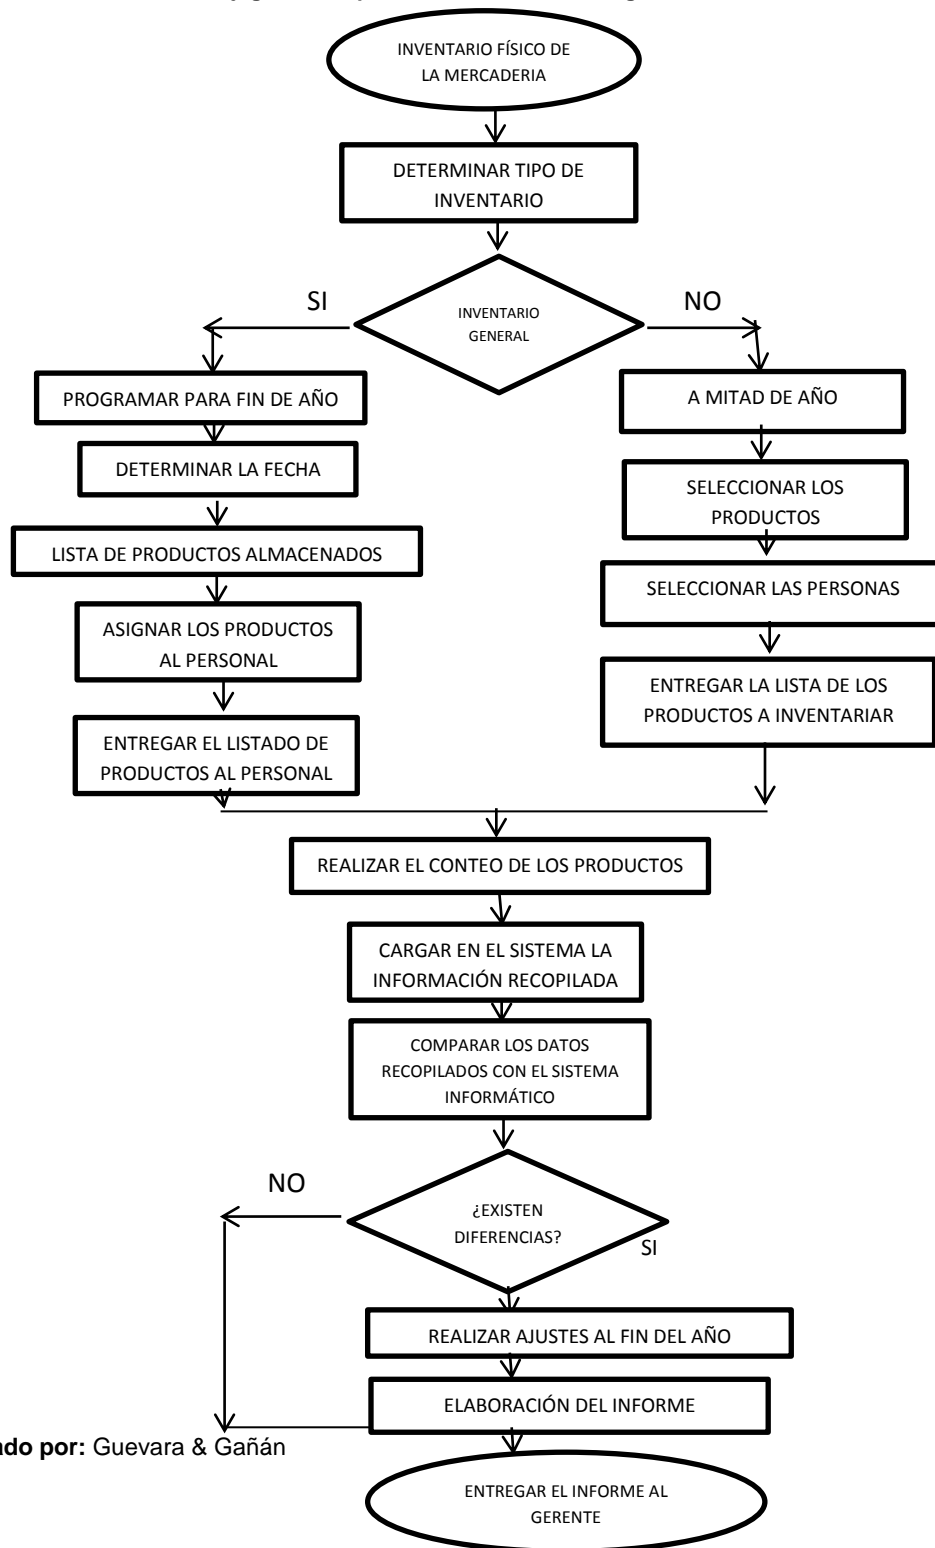 INVENTARIO FÍSICO DE
LA MERCADERIA
DETERMINAR TIPO DE
INVENTARIO
INVENTARIO
GENERAL
SI
NO
PROGRAMAR PARA FIN DE AÑO
DETERMINAR LA FECHA
LISTA DE PRODUCTOS ALMACENADOS
ASIGNAR LOS PRODUCTOS
AL PERSONAL
ENTREGAR EL LISTADO DE
PRODUCTOS AL PERSONAL
A MITAD DE AÑO
SELECCIONAR LOS
PRODUCTOS
SELECCIONAR LAS PERSONAS
ENTREGAR LA LISTA DE LOS
PRODUCTOS A INVENTARIAR
REALIZAR EL CONTEO DE LOS PRODUCTOS
CARGAR EN EL SISTEMA LA
INFORMACIÓN RECOPILADA
COMPARAR LOS DATOS
RECOPILADOS CON EL SISTEMA
INFORMÁTICO
¿EXISTEN
DIFERENCIAS?
NO
SI
REALIZAR AJUSTES AL FIN DEL AÑO
ELABORACIÓN DEL INFORME
ado por: Guevara & Gañán
ENTREGAR EL INFORME AL
GERENTE